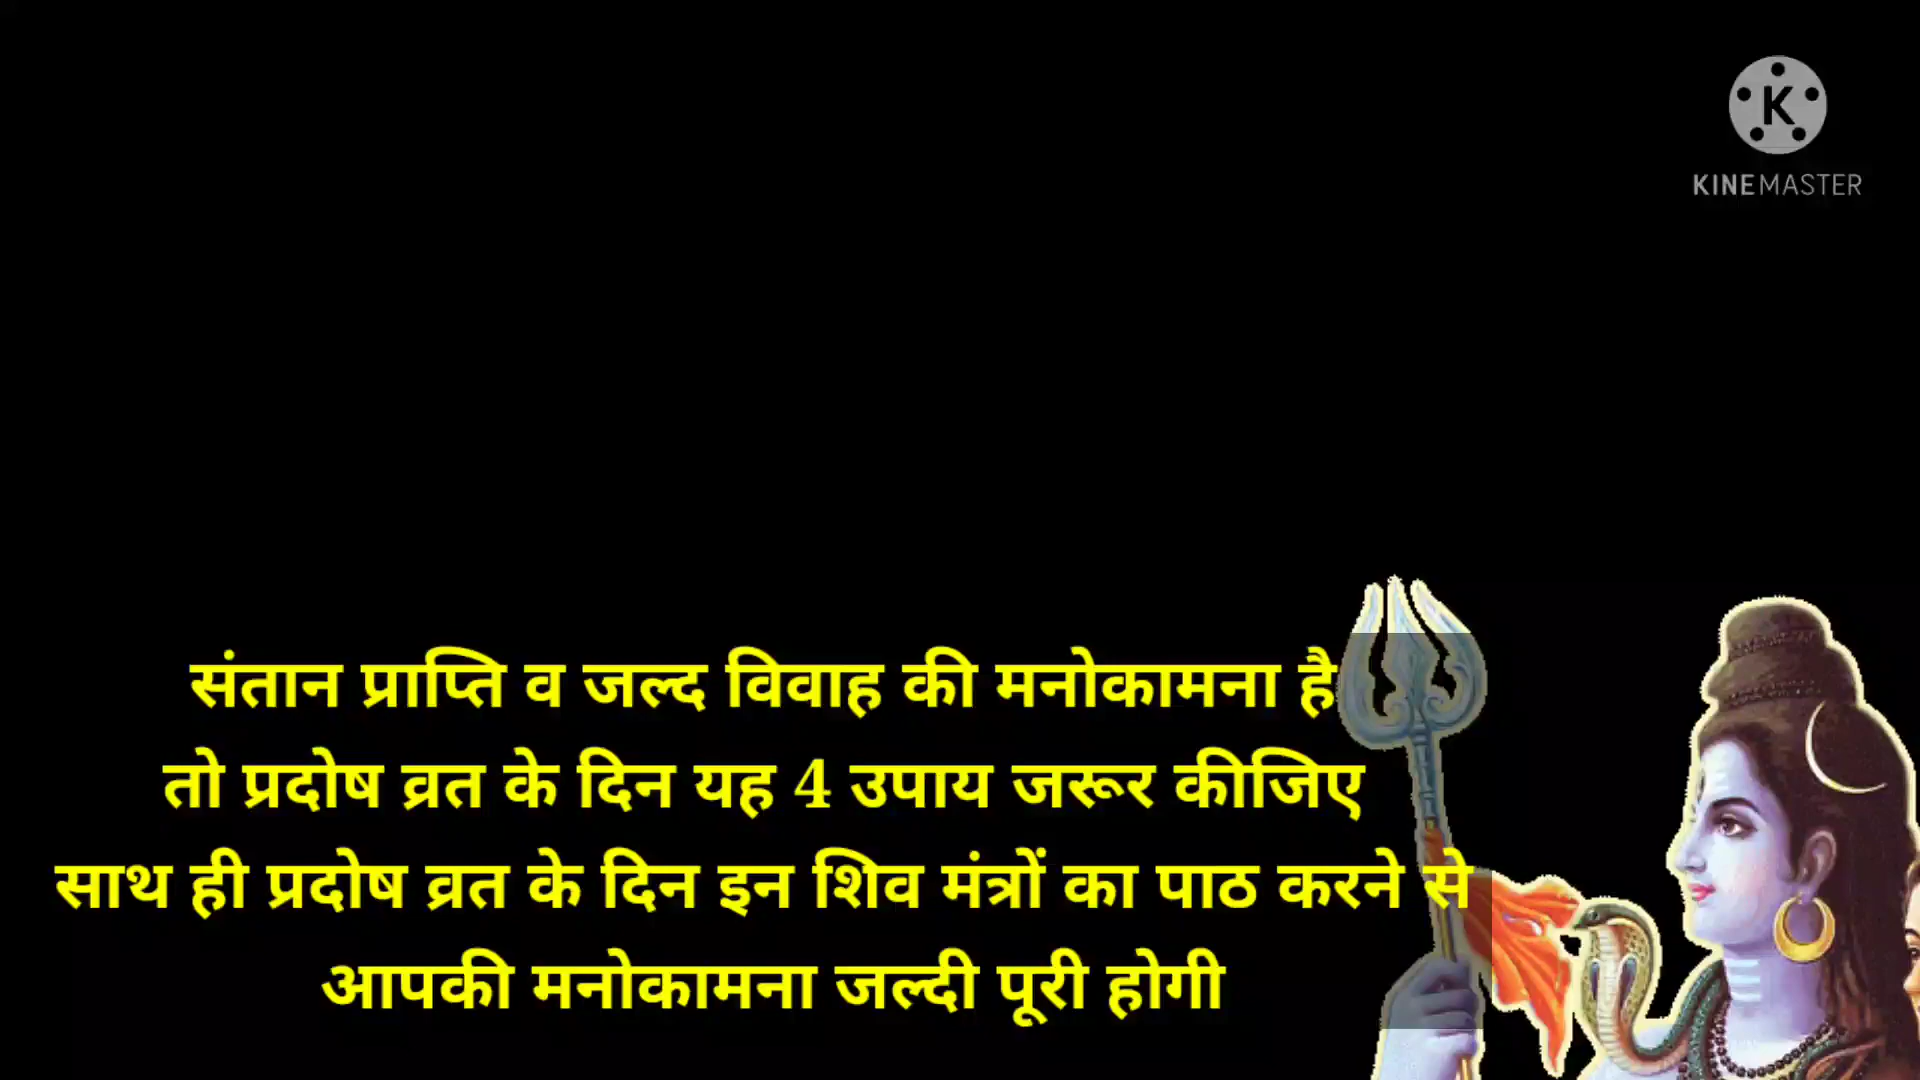 KINEMASTER
संतान प्राप्ति व जल्द विवाह की मनोकामना है
तो प्रदोष व्रत के दिन यह 4 उपाय जरूर कीजिए
साथ ही प्रदोष व्रत के दिन इन शिव मंत्रों का पाठ करने से
आपकी मनोकामना जल्दी पूरी होगी